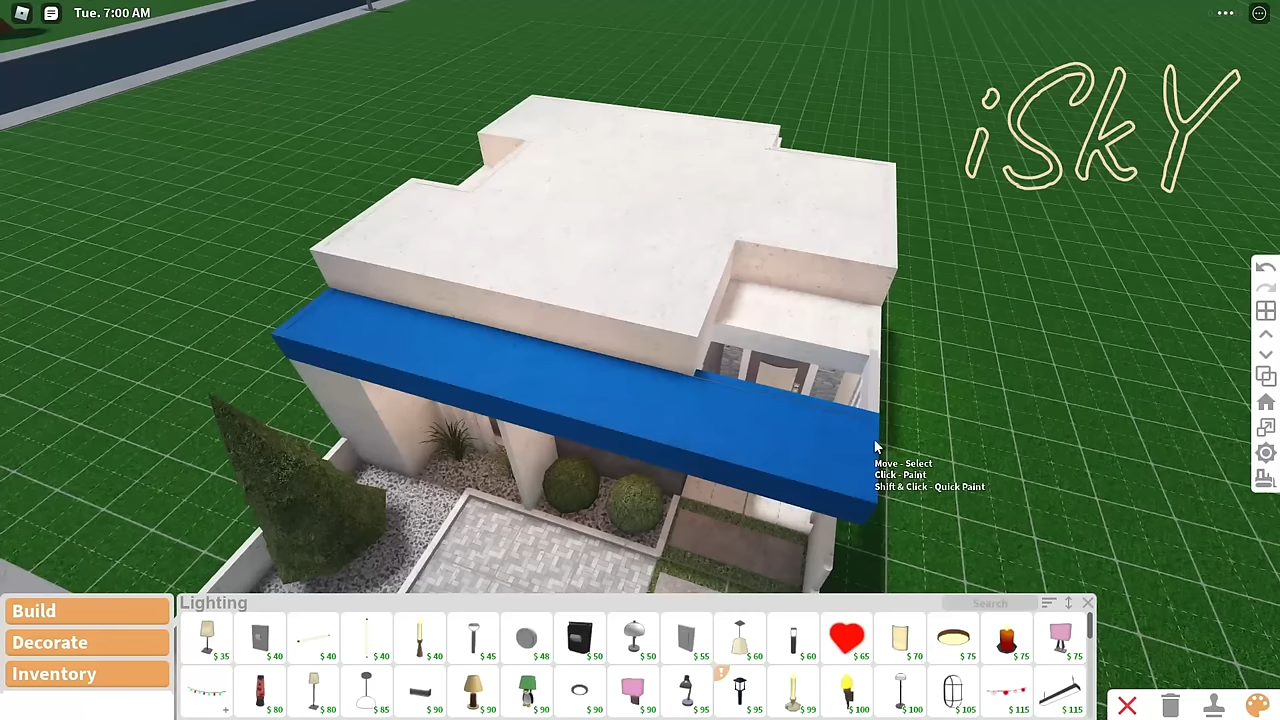 Tue. 7:00 AM
iSkY
Move - Select
Click - Paint
Shift & Click - Quick Paint
Build
Decorate
Inventory
Lighting
Search
$ 35 $ 40 $ 40 $ 40 $ 40 $ 45 $ 48 $ 50 $ 50 $ 55 $ 60 $ 60 $ 65 $ 70 $ 75 $ 75 $ 75
+ $ 80 $ 80 $ 85 $ 90 $ 90 $ 90 $ 90 $ 90 $ 95 $ 95 $ 99 $ 100 $ 100 $ 105 $ 115 $ 115